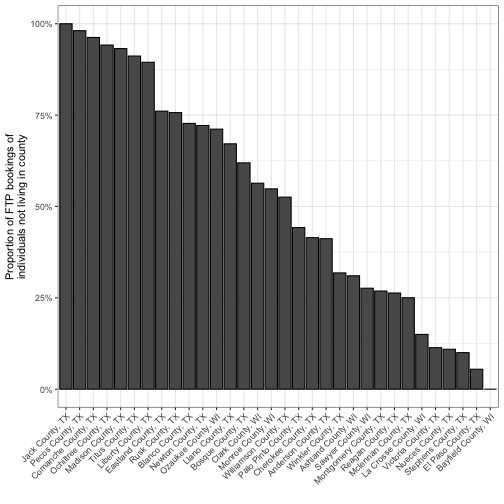 100%
75%
50%
25%
0%
Proportion of FTP bookings of
individuals not living in county
Jack County, TX
Pecos County, TX
Comanche County, TX
Ochiltree County, TX
Madison County, TX
Titus County, TX
Liberty County, TX
Eastland County, TX
Blanco County, TX
Rusk County, TX
Newton County, TX
Ozaukee County, WI
Llano County, TX
Bosque County, TX
Clark County, WI
Monroe County, WI
Williamson County, TX
Palo Pinto County, TX
Cherokee County, TX
Anderson County, TX
Winkler County, TX
Ashland County, WI
Sawyer County, WI
Montgomery County, TX
Reagan County, TX
Mclennan County, TX
La Crosse County, WI
Victoria County, TX
Nueces County, TX
Stephens County, TX
El Paso County, TX
Bayfield County, WI